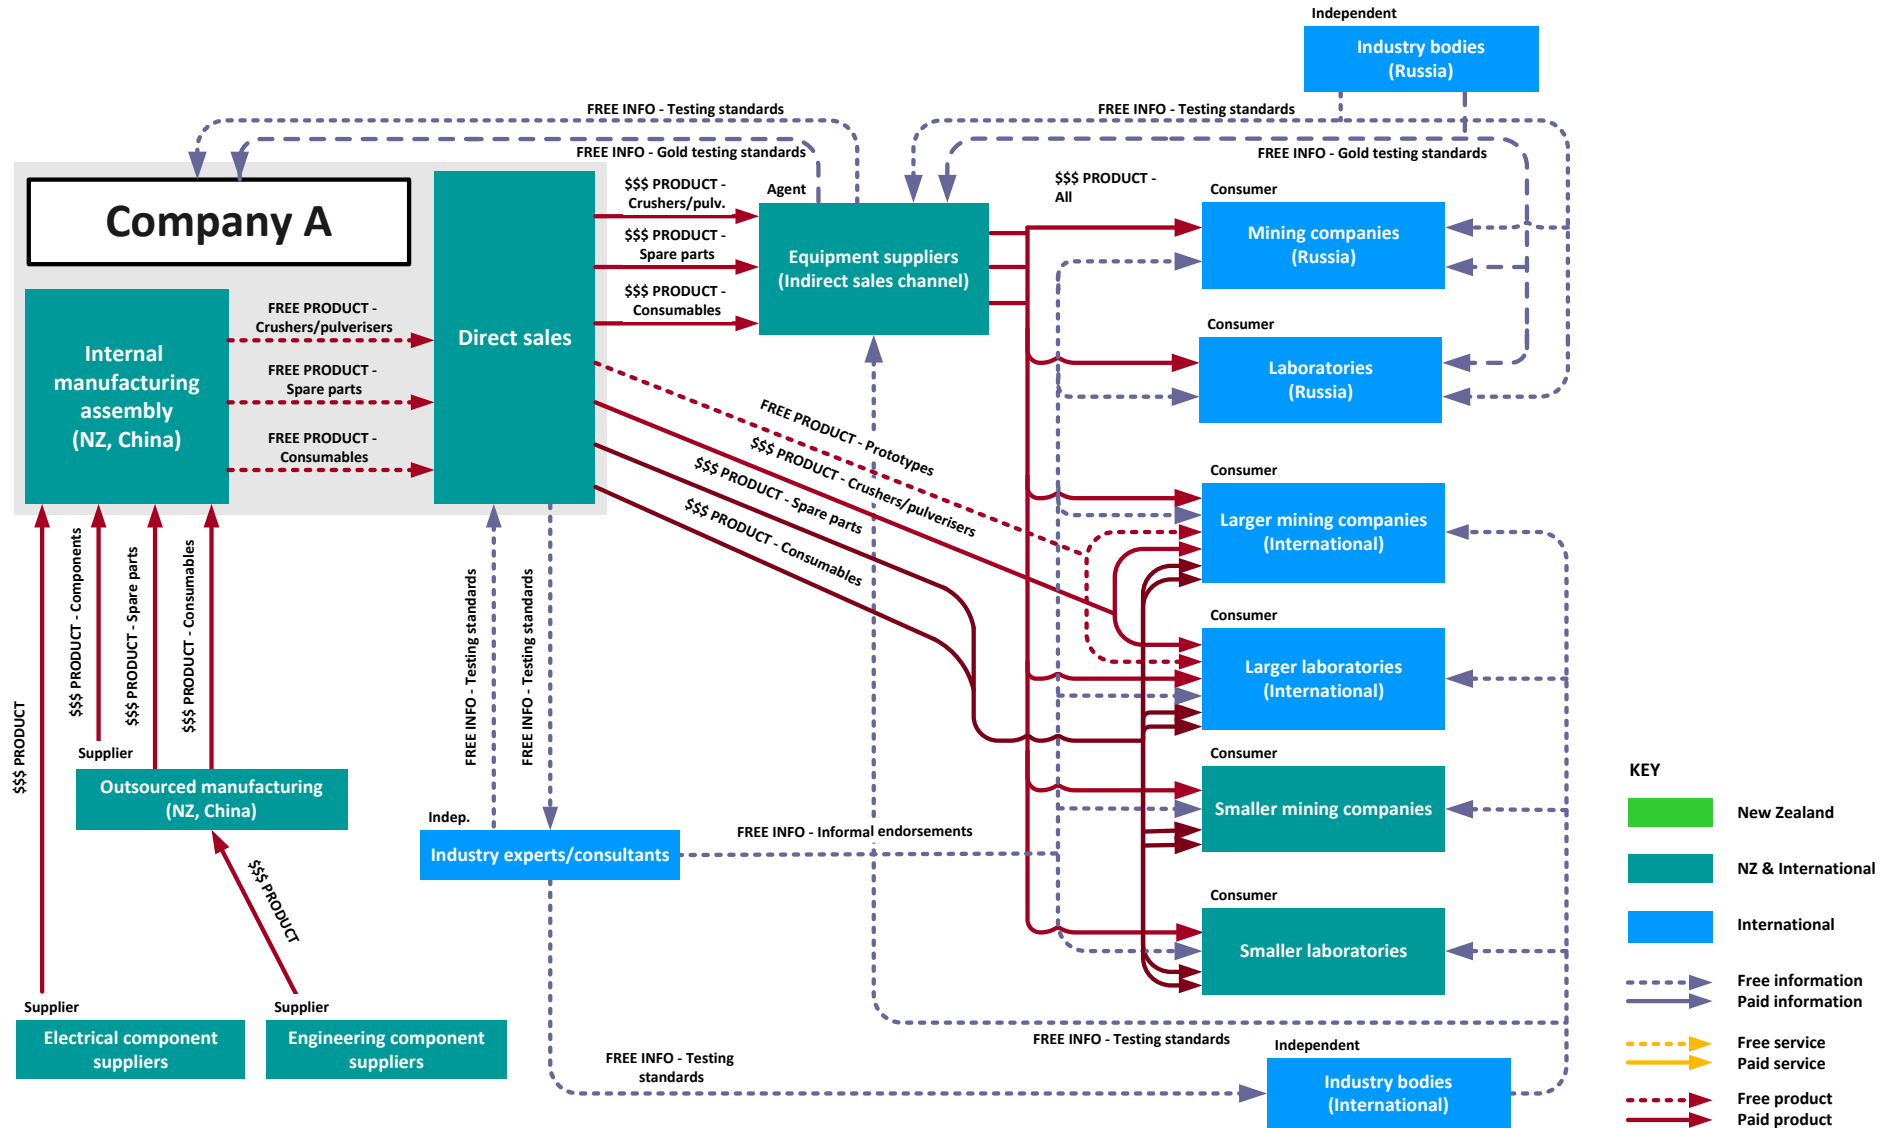 Independent
Industry bodies
(Russia)
FREE INFO - Testing standards
FREE INFO - Testing standards
FREE INFO - Gold testing standards
FREE INFO - Gold testing standards
Company A
Direct sales
Internal
manufacturing
assembly
(NZ, China)
FREE PRODUCT -
Crushers/pulverisers
FREE PRODUCT -
Spare parts
FREE PRODUCT -
Consumables
$$$ PRODUCT -
Crushers/pulv.
$$$ PRODUCT -
Spare parts
$$$ PRODUCT -
Consumables
Agent
Equipment suppliers
(Indirect sales channel)
$$$ PRODUCT -
All
Consumer
Mining companies
(Russia)
Consumer
Laboratories
(Russia)
FREE PRODUCT - Prototypes
$$$ PRODUCT - Crushers/pulverisers
$$$ PRODUCT - Spare parts
$$$ PRODUCT - Consumables
Consumer
Larger mining companies
(International)
Consumer
Larger laboratories
(International)
Consumer
Smaller mining companies
Consumer
Smaller laboratories
$$$ PRODUCT
$$$ PRODUCT - Components
$$$ PRODUCT - Spare parts
$$$ PRODUCT - Consumables
FREE INFO - Testing standards
FREE INFO - Testing standards
Supplier
Outsourced manufacturing
(NZ, China)
$$$ PRODUCT
Supplier
Electrical component
suppliers
Supplier
Engineering component
suppliers
Indep.
Industry experts/consultants
FREE INFO - Informal endorsements
FREE INFO - Testing
standards
FREE INFO - Testing standards
Independent
Industry bodies
(International)
KEY
New Zealand
NZ & International
International
Free information
Paid information
Free service
Paid service
Free product
Paid product